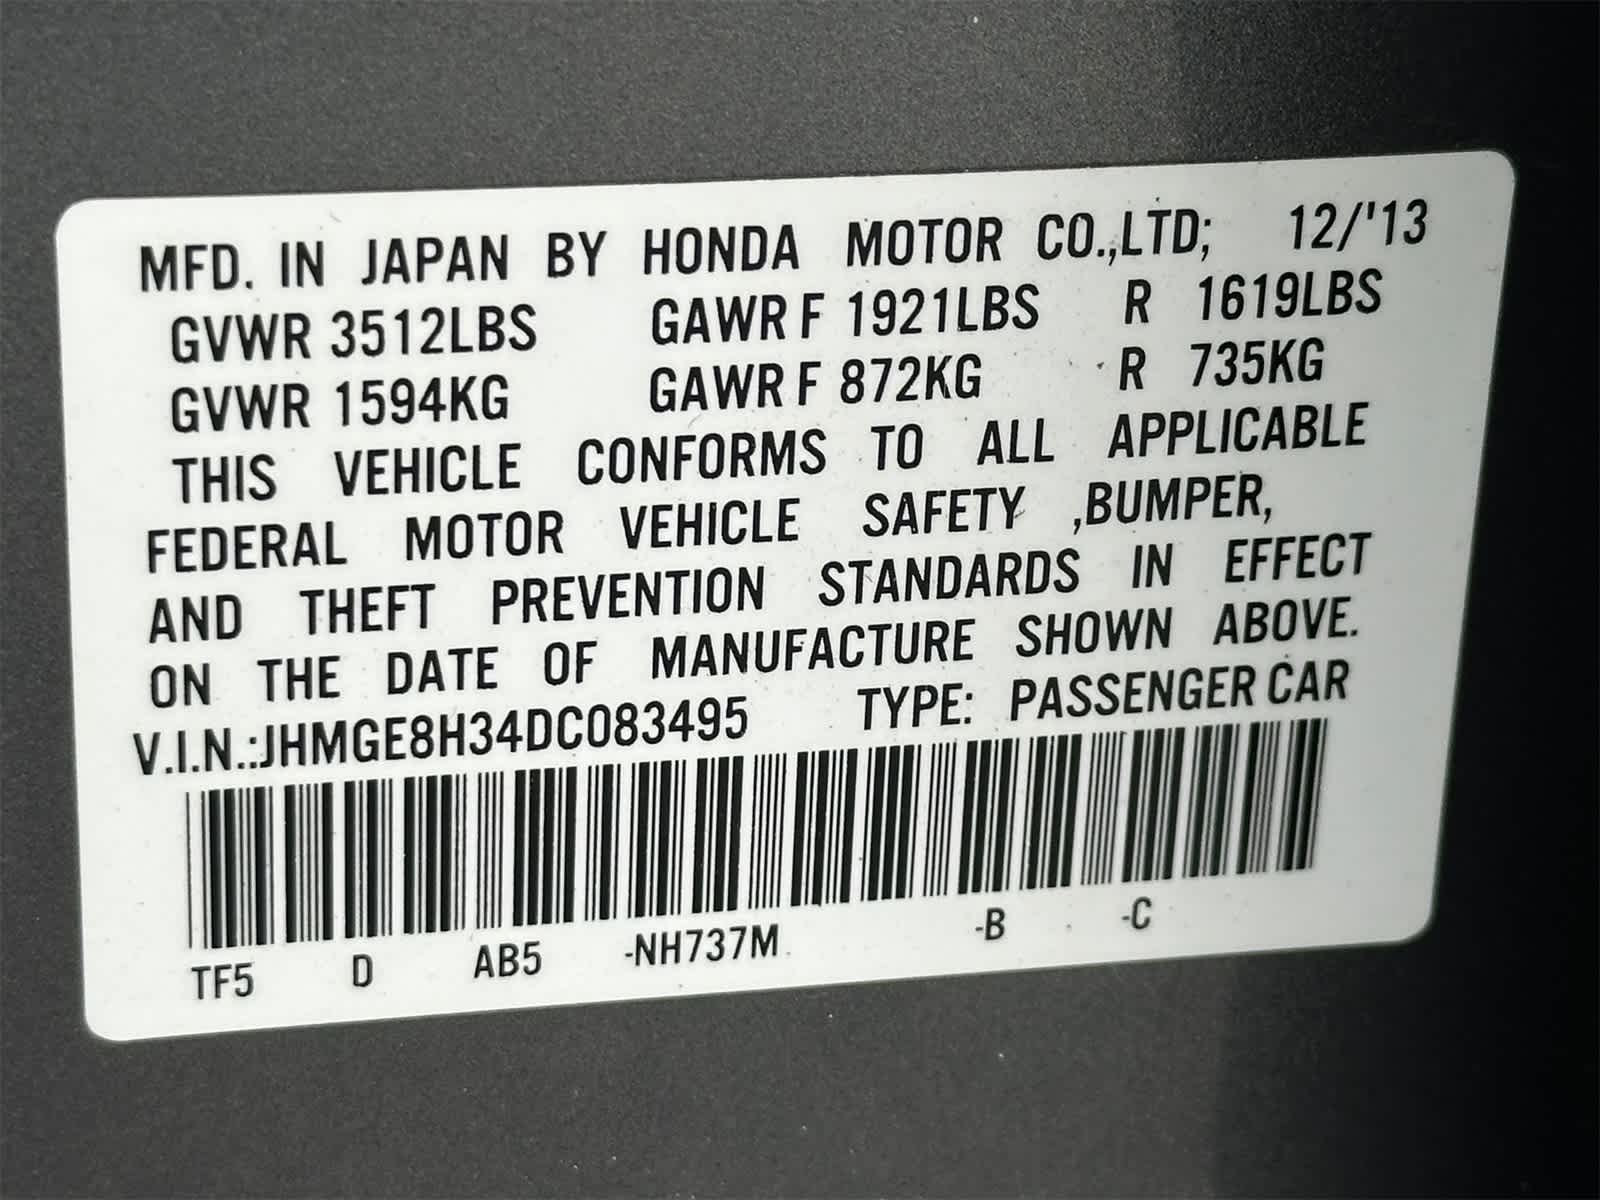 MFD. IN JAPAN BY HONDA MOTOR CO.,LTD; 12/'13
GVWR 3512LBS GAWR F 1921LBS R 1619LBS
GVWR 1594KG GAWR F 872KG R 735KG
THIS VEHICLE CONFORMS TO ALL APPLICABLE
FEDERAL MOTOR VEHICLE SAFETY ,BUMPER,
AND THEFT PREVENTION STANDARDS IN EFFECT
ON THE DATE OF MANUFACTURE SHOWN ABOVE.
V.I.N.:JHMGE8H34DC083495 TYPE: PASSENGER CAR
TF5 D AB5 -NH737M -B -C